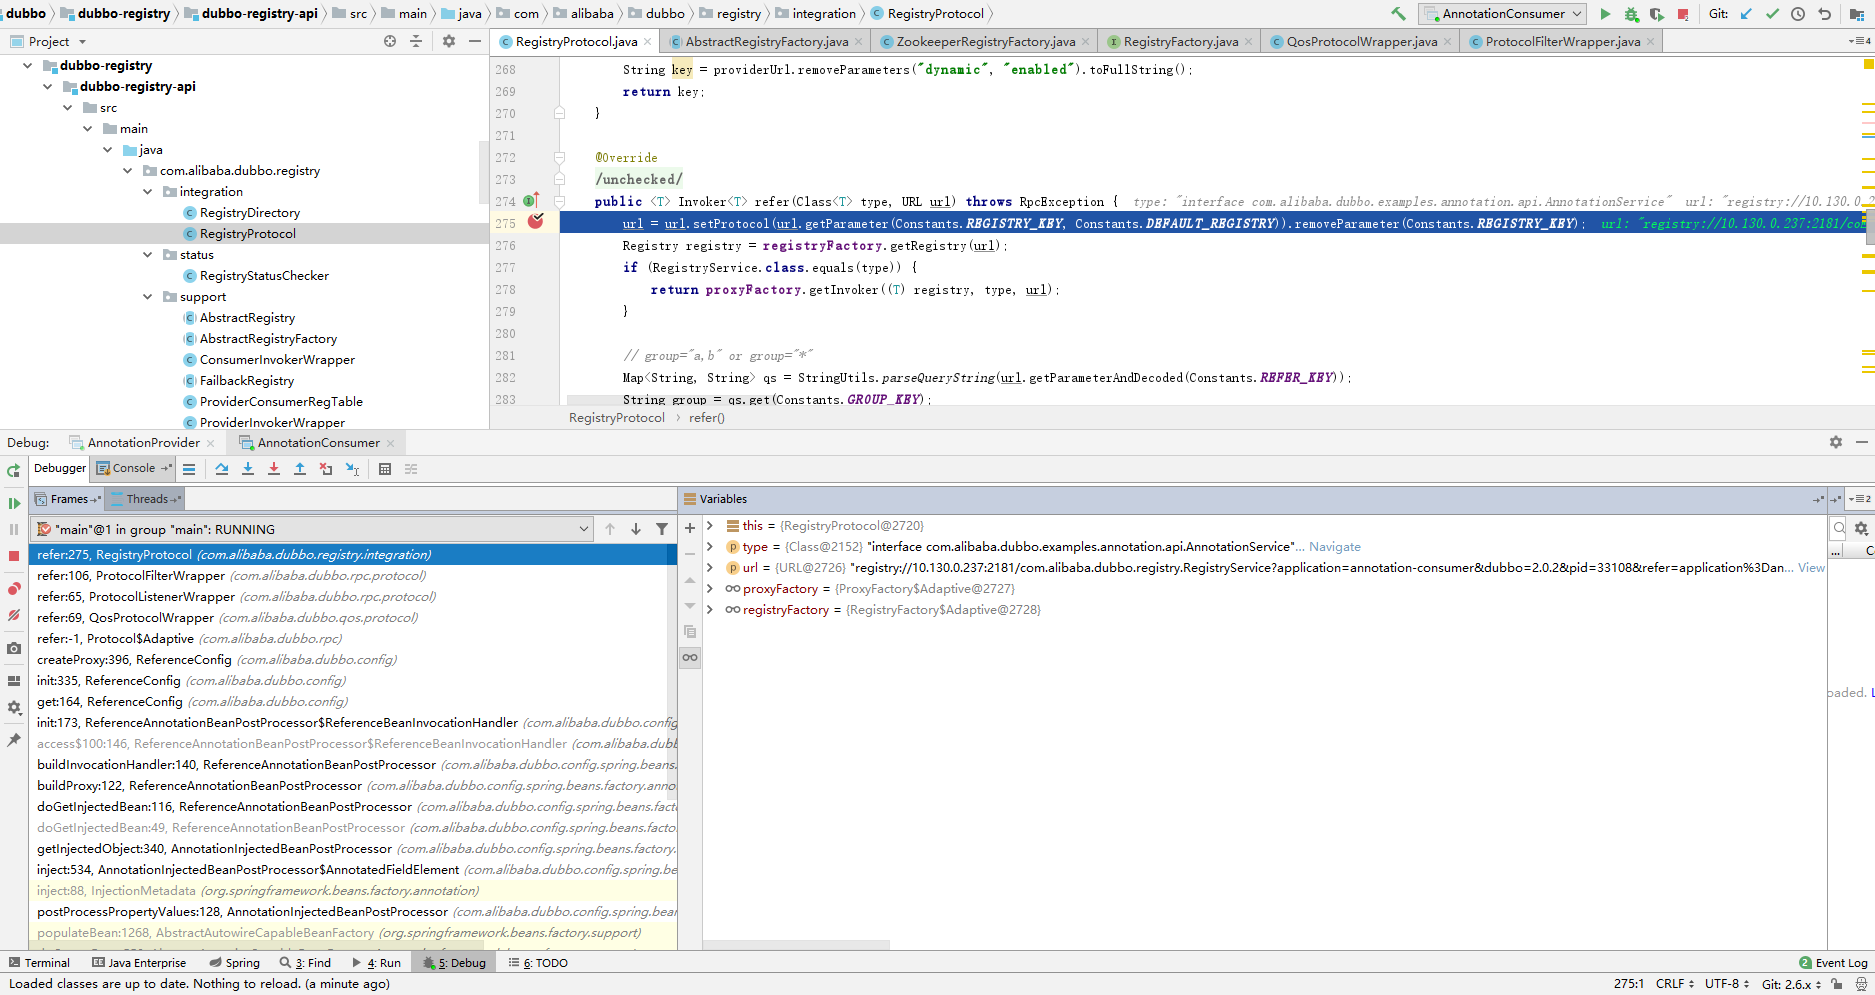 dubbo dubbo-registry dubbo-registry-api src main java com alibaba dubbo registry integration RegistryProtocol AnnotationConsumer Git:
Project RegistryProtocol.java AbstractRegistryFactory.java ZookeeperRegistryFactory.java RegistryFactory.java QosProtocolWrapper.java ProtocolFilterWrapper.java 4
dubbo-registry
dubbo-registry-api
src
main
java
com.alibaba.dubbo.registry
integration
RegistryDirectory
RegistryProtocol
status
RegistryStatusChecker
support
AbstractRegistry
AbstractRegistryFactory
ConsumerInvokerWrapper
FailbackRegistry
ProviderConsumerRegTable
ProviderInvokerWrapper
268 String key = providerUrl.removeParameters("dynamic", "enabled").toFullString();
269 return key;
270 }
271
272 @Override
273 /unchecked/
274 public <T> Invoker<T> refer(Class<T> type, URL url) throws RpcException { type: "interface com.alibaba.dubbo.examples.annotation.api.AnnotationService" url: "registry://10.130.0.2
275 url = url.setProtocol(url.getParameter(Constants.REGISTRY_KEY, Constants.DEFAULT_REGISTRY)).removeParameter(Constants.REGISTRY_KEY); url: "registry://10.130.0.237:2181/com
276 Registry registry = registryFactory.getRegistry(url);
277 if (RegistryService.class.equals(type)) {
278 return proxyFactory.getInvoker((T) registry, type, url);
279 }
280
281 // group="a,b" or group="*"
282 Map<String, String> qs = StringUtils.parseQueryString(url.getParameterAndDecoded(Constants.REFER_KEY));
283 String group = qs.get(Constants.GROUP_KEY);
RegistryProtocol refer()
Debug: AnnotationProvider AnnotationConsumer
Debugger Console
Frames Threads Variables 2
"main"@1 in group "main": RUNNING
refer:275, RegistryProtocol (com.alibaba.dubbo.registry.integration)
refer:106, ProtocolFilterWrapper (com.alibaba.dubbo.rpc.protocol)
refer:65, ProtocolListenerWrapper (com.alibaba.dubbo.rpc.protocol)
refer:69, QosProtocolWrapper (com.alibaba.dubbo.qos.protocol)
refer:-1, Protocol$Adaptive (com.alibaba.dubbo.rpc)
createProxy:396, ReferenceConfig (com.alibaba.dubbo.config)
init:335, ReferenceConfig (com.alibaba.dubbo.config)
get:164, ReferenceConfig (com.alibaba.dubbo.config)
init:173, ReferenceAnnotationBeanPostProcessor$ReferenceBeanInvocationHandler (com.alibaba.dubbo.config
access$100:146, ReferenceAnnotationBeanPostProcessor$ReferenceBeanInvocationHandler (com.alibaba.dubb
buildInvocationHandler:140, ReferenceAnnotationBeanPostProcessor (com.alibaba.dubbo.config.spring.beans.
buildProxy:122, ReferenceAnnotationBeanPostProcessor (com.alibaba.dubbo.config.spring.beans.factory.anno
doGetInjectedBean:116, ReferenceAnnotationBeanPostProcessor (com.alibaba.dubbo.config.spring.beans.fact
doGetInjectedBean:49, ReferenceAnnotationBeanPostProcessor (com.alibaba.dubbo.config.spring.beans.facto
getInjectedObject:340, AnnotationInjectedBeanPostProcessor (com.alibaba.dubbo.config.spring.beans.factory.
inject:534, AnnotationInjectedBeanPostProcessor$AnnotatedFieldElement (com.alibaba.dubbo.config.spring.be
inject:88, InjectionMetadata (org.springframework.beans.factory.annotation)
postProcessPropertyValues:128, AnnotationInjectedBeanPostProcessor (com.alibaba.dubbo.config.spring.bear
populateBean:1268, AbstractAutowireCapableBeanFactory (org.springframework.beans.factory.support)
this = {RegistryProtocol@2720}
type = {Class@2152} "interface com.alibaba.dubbo.examples.annotation.api.AnnotationService"... Navigate
url = {URL@2726} "registry://10.130.0.237:2181/com.alibaba.dubbo.registry.RegistryService?application=annotation-consumer&dubbo=2.0.2&pid=33108&refer=application%3Dan... View
proxyFactory = {ProxyFactory$Adaptive@2727}
registryFactory = {RegistryFactory$Adaptive@2728}
... C
oaded. L
Terminal Java Enterprise Spring 3: Find 4: Run 5: Debug 6: TODO 2 Event Log
Loaded classes are up to date. Nothing to reload. (a minute ago) 275:1 CRLF UTF-8 Git: 2.6.x